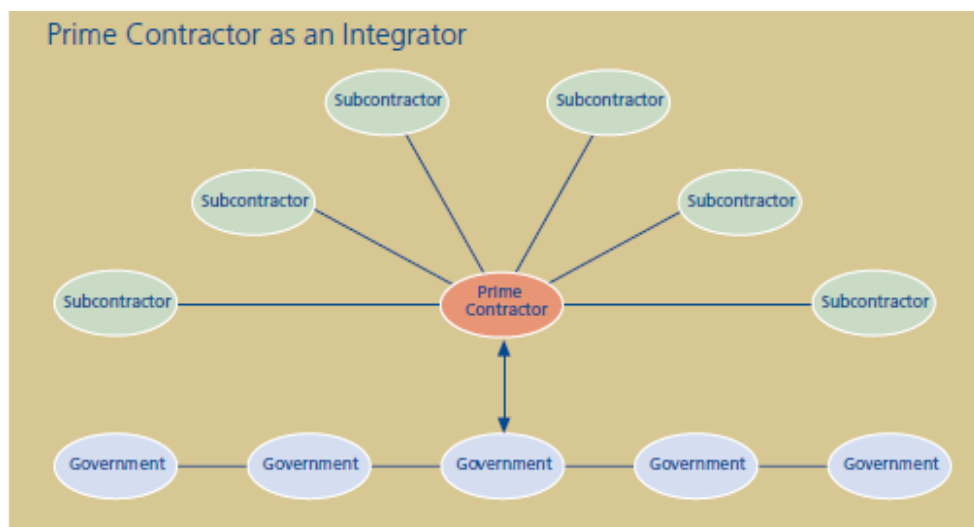 Prime Contractor as an Integrator
Subcontractor
Subcontractor
Subcontractor
Subcontractor
Subcontractor
Prime
Contractor
Subcontractor
Government
Government
Government
Government
Government